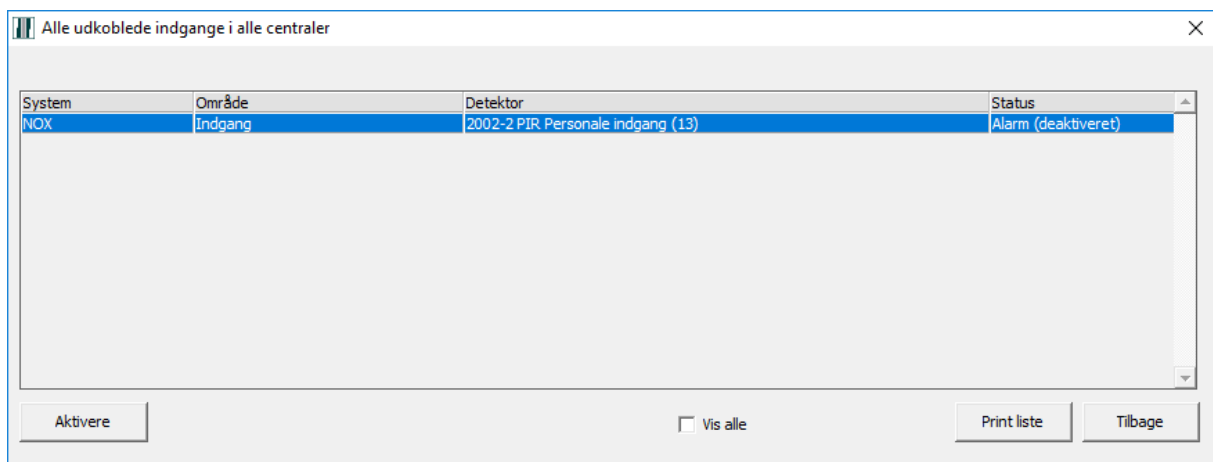 Alle udkoblede indgange i alle centraler
System Område Detektor Status
NOX Indgang 2002-2 PIR Personale indgang (13) Alarm (deaktiveret)
Aktivere Vis alle Print liste Tilbage